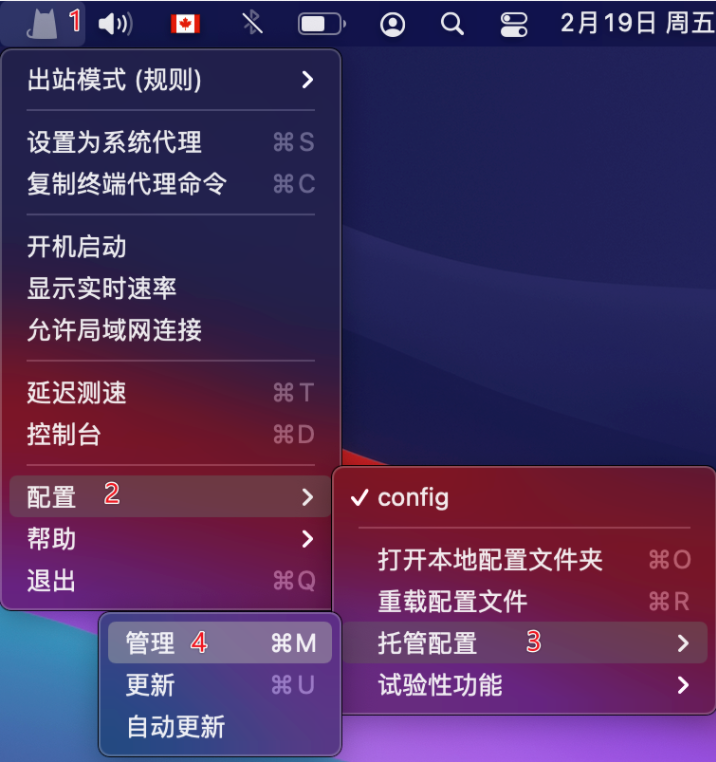 1
2月19日 周五
出站模式 (规则)
设置为系统代理 ⌘S
复制终端代理命令 ⌘C
开机启动
显示实时速率
允许局域网连接
延迟测速 ⌘T
控制台 ⌘D
配置 2
帮助
退出 ⌘Q
✓ config
打开本地配置文件夹 ⌘O
重载配置文件 ⌘R
托管配置 3
试验性功能
管理 4 ⌘M
更新 ⌘U
自动更新